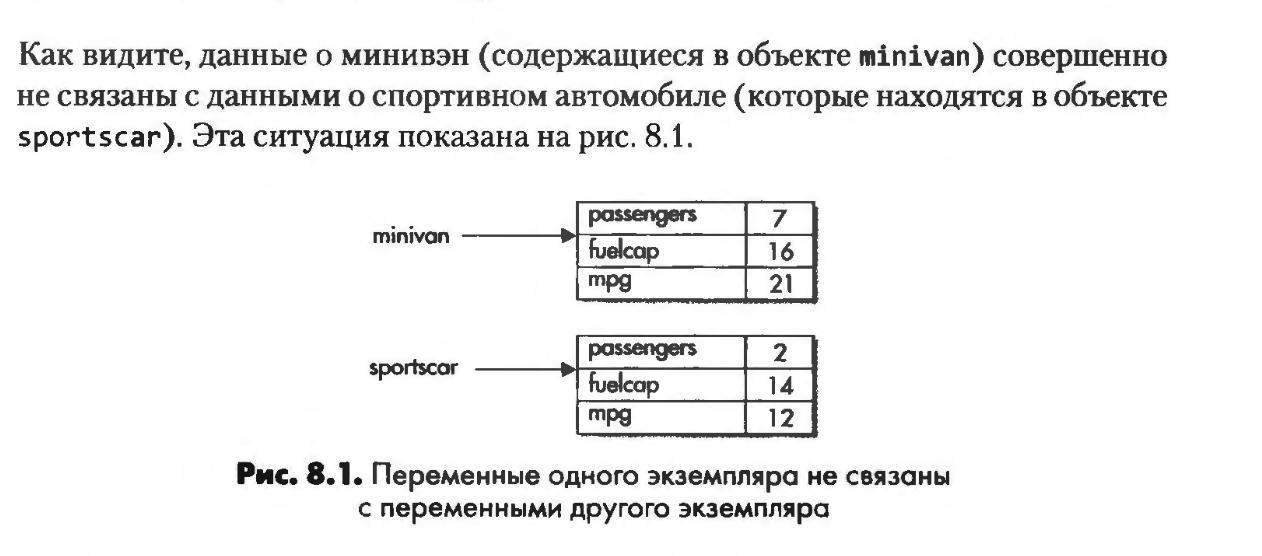 Как видите, данные о минивэн (содержащиеся в объекте minivan) совершенно
не связаны с данными о спортивном автомобиле (которые находятся в объекте
sportscar). Эта ситуация показана на рис. 8.1.
minivan
passengers 7
fuelcap 16
mpg 21
sportscar
passengers 2
fuelcap 14
mpg 12
Рис. 8.1. Переменные одного экземпляра не связаны
с переменными другого экземпляра